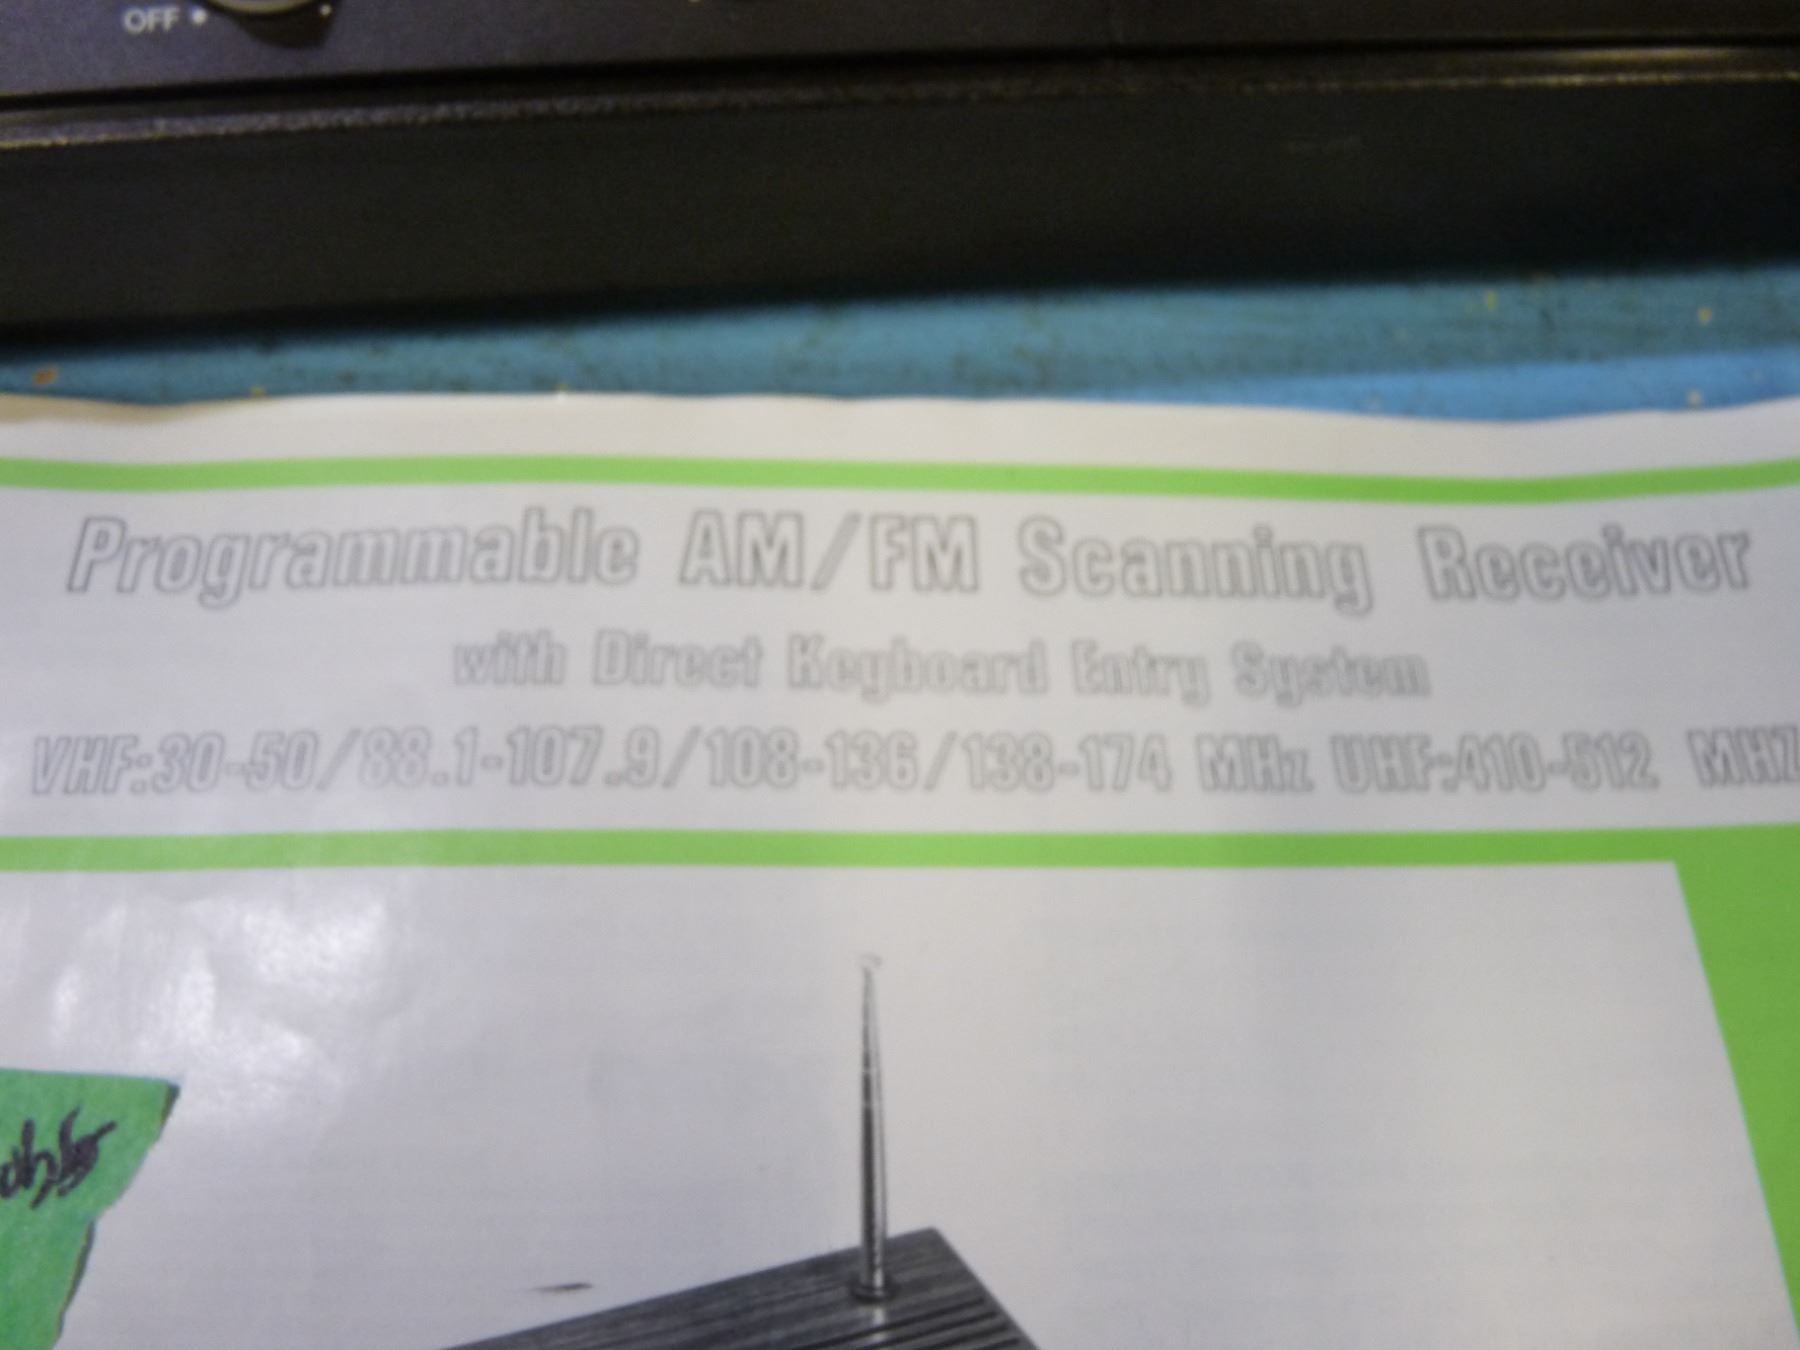 OFF
Programmable AM/FM Scanning Receiver
with Direct Keyboard Entry System
VHF:30-50/88.1-107.9/108-136/138-174 MHz UHF:410-512 MHZ